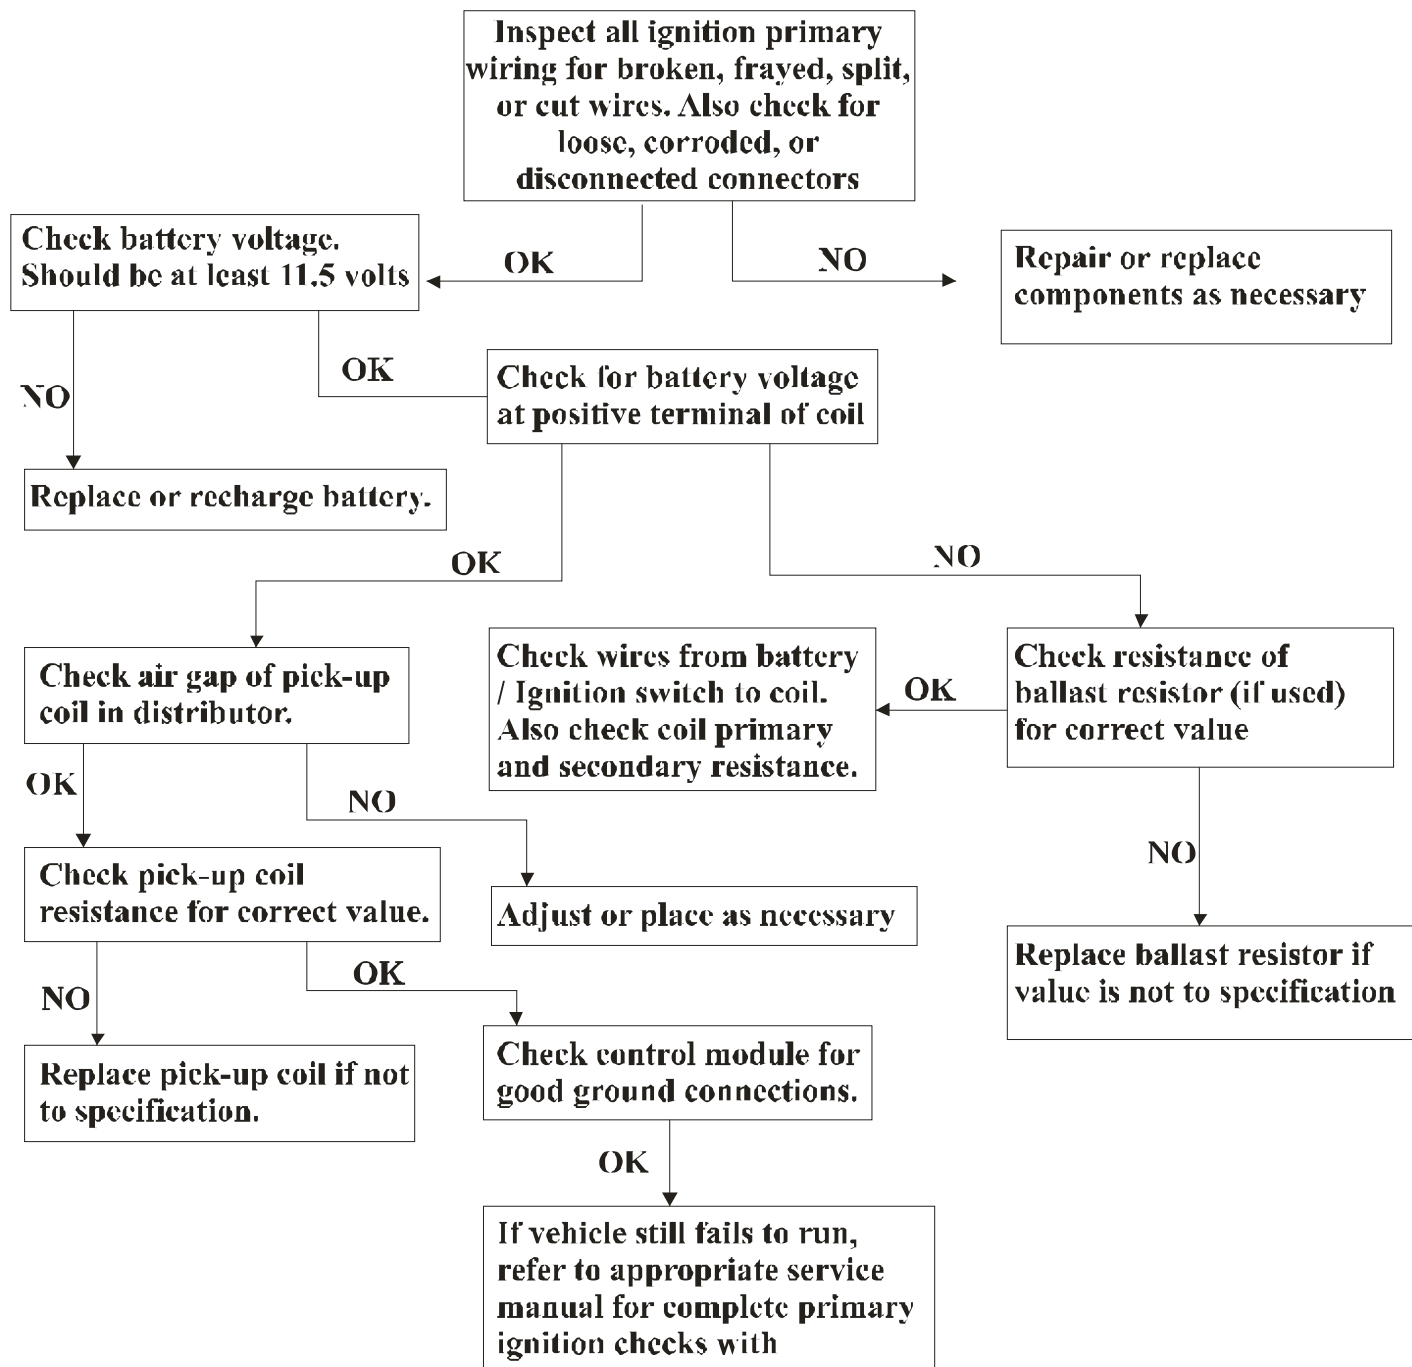 Inspect all ignition primary
wiring for broken, frayed, split,
or cut wires. Also check for
loose, corroded, or
disconnected connectors
Check battery voltage.
Should be at least 11.5 volts
OK
NO
Repair or replace
components as necessary
NO
OK
Check for battery voltage
at positive terminal of coil
Replace or recharge battery.
OK
NO
Check air gap of pick-up
coil in distributor.
Check wires from battery
/ Ignition switch to coil.
Also check coil primary
and secondary resistance.
OK
Check resistance of
ballast resistor (if used)
for correct value
OK
NO
NO
Check pick-up coil
resistance for correct value.
Adjust or place as necessary
Replace ballast resistor if
value is not to specification
NO
OK
Replace pick-up coil if not
to specification.
Check control module for
good ground connections.
OK
If vehicle still fails to run,
refer to appropriate service
manual for complete primary
ignition checks with